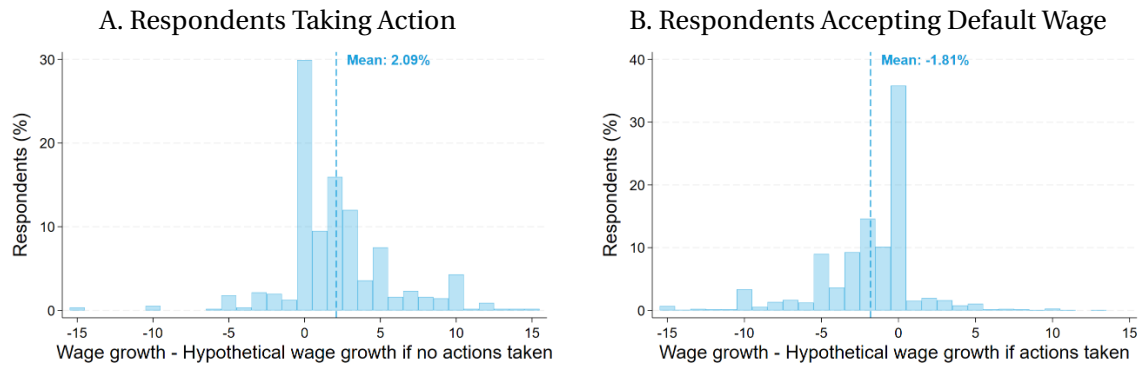 A. Respondents Taking Action
Mean: 2.09%
30
20
10
0
Respondents (%)
-15 -10 -5 0 5 10 15
Wage growth - Hypothetical wage growth if no actions taken
B. Respondents Accepting Default Wage
Mean: -1.81%
40
30
20
10
0
Respondents (%)
-15 -10 -5 0 5 10 15
Wage growth - Hypothetical wage growth if actions taken